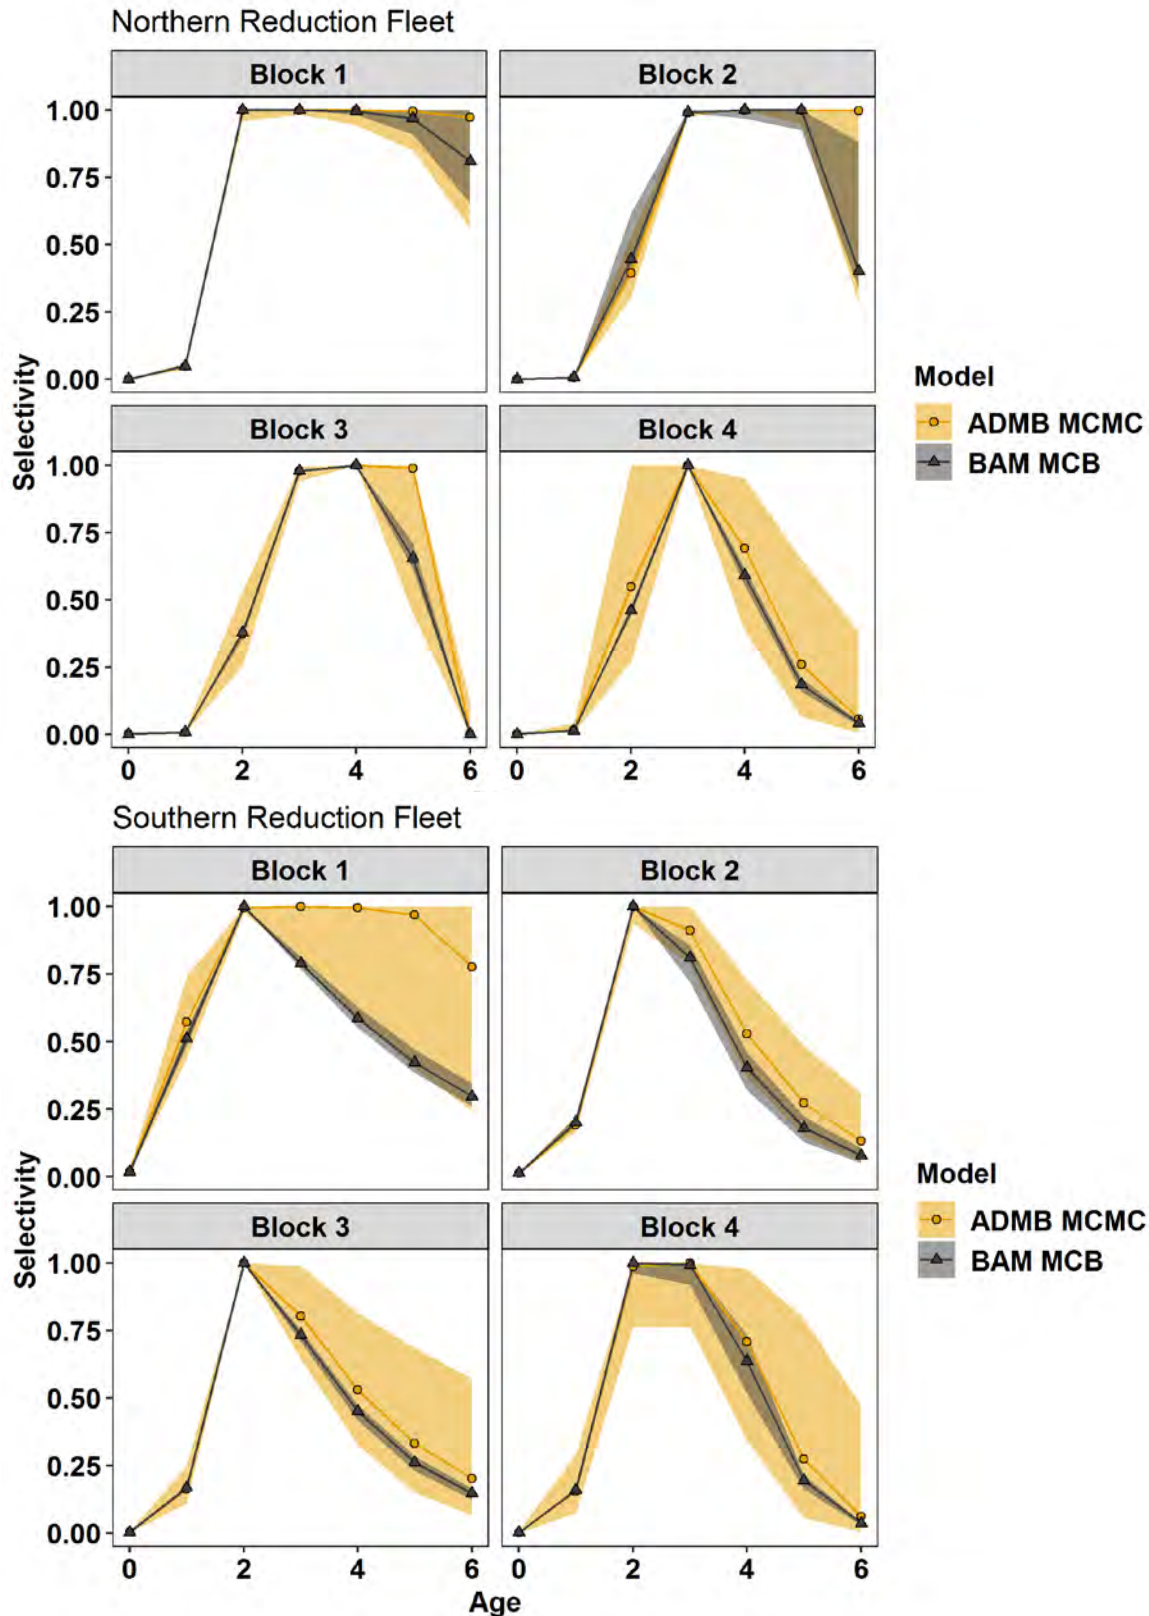 Northern Reduction Fleet
Block 1
Block 2
1.00
0.75
0.50
0.25
0.00
Block 3
Block 4
1.00
0.75
0.50
0.25
0.00
0 2 4 6
0 2 4 6
Selectivity
Model
ADMB MCMC
BAM MCB
Southern Reduction Fleet
Block 1
Block 2
1.00
0.75
0.50
0.25
0.00
Block 3
Block 4
1.00
0.75
0.50
0.25
0.00
0 2 4 6
0 2 4 6
Selectivity
Age
Model
ADMB MCMC
BAM MCB